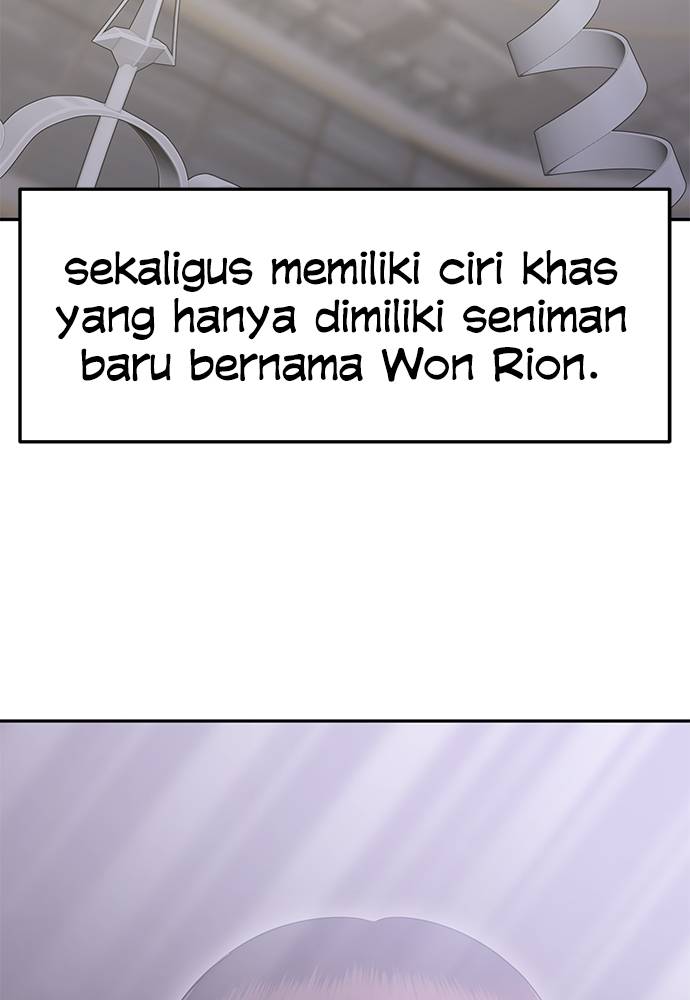 sekaligus memiliki ciri khas
yang hanya dimiliki seniman
baru bernama Won Rion.